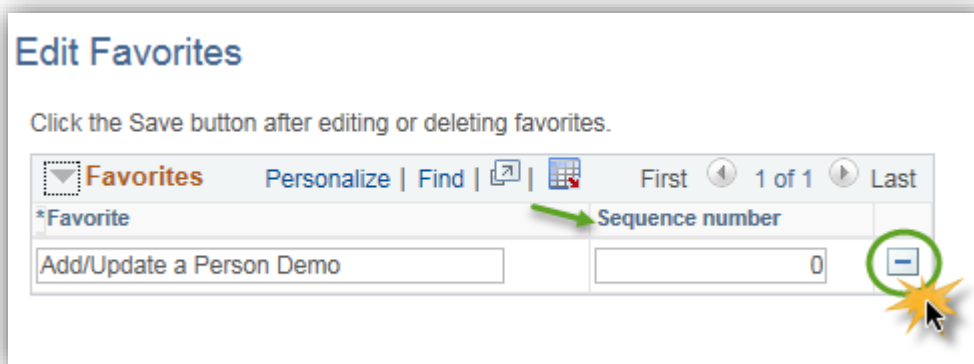 Edit Favorites
Click the Save button after editing or deleting favorites.
Favorites Personalize | Find | | First 1 of 1 Last
*Favorite Sequence number
Add/Update a Person Demo 0